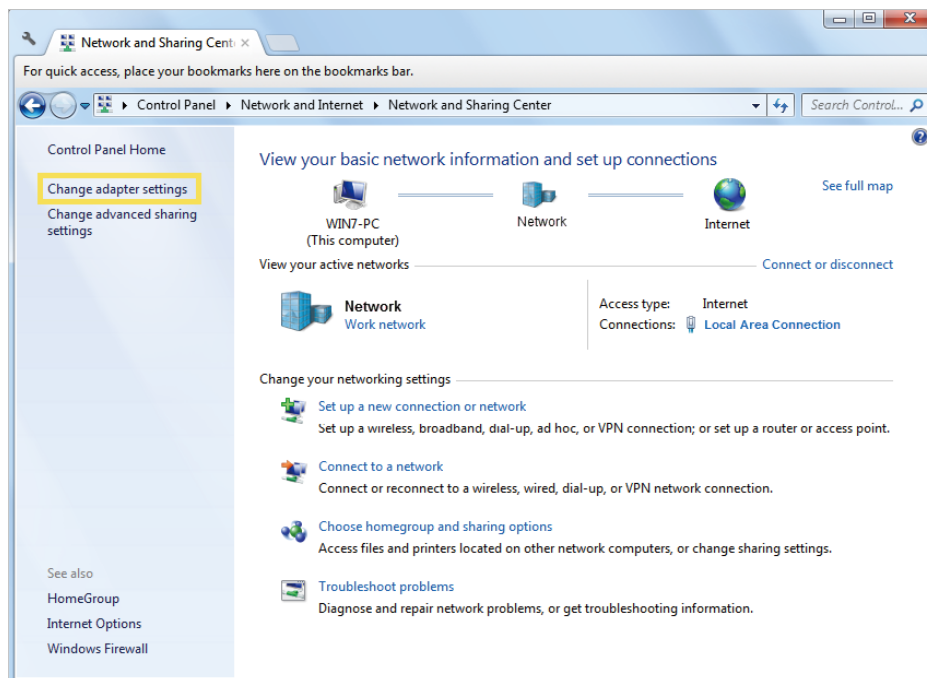 Network and Sharing Cent
For quick access, place your bookmarks here on the bookmarks bar.
Control Panel Network and Internet Network and Sharing Center
Search Control...
Control Panel Home
Change adapter settings
Change advanced sharing
settings
View your basic network information and set up connections
See full map
WIN7-PC
(This computer)
Network
Internet
View your active networks
Connect or disconnect
Network
Work network
Access type: Internet
Connections: Local Area Connection
Change your networking settings
Set up a new connection or network
Set up a wireless, broadband, dial-up, ad hoc, or VPN connection; or set up a router or access point.
Connect to a network
Connect or reconnect to a wireless, wired, dial-up, or VPN network connection.
Choose homegroup and sharing options
Access files and printers located on other network computers, or change sharing settings.
Troubleshoot problems
Diagnose and repair network problems, or get troubleshooting information.
See also
HomeGroup
Internet Options
Windows Firewall